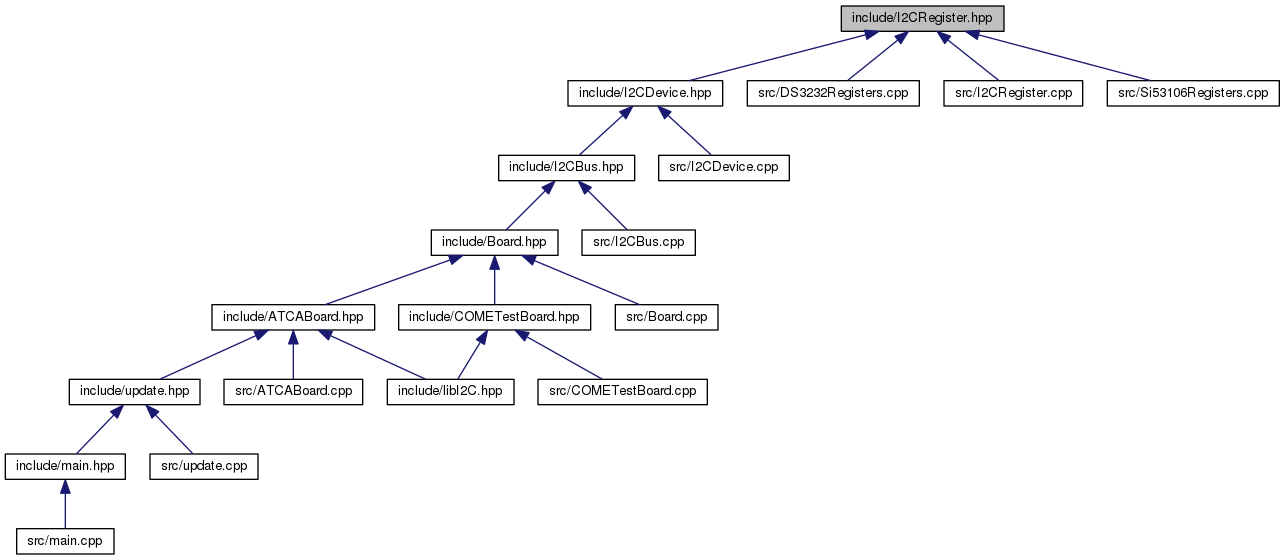 include/I2CRegister.hpp
include/I2CDevice.hpp
src/DS3232Registers.cpp
src/I2CRegister.cpp
src/Si53106Registers.cpp
include/I2CBus.hpp
src/I2CDevice.cpp
include/Board.hpp
src/I2CBus.cpp
include/ATCABoard.hpp
include/COMETestBoard.hpp
src/Board.cpp
include/update.hpp
src/ATCABoard.cpp
include/libI2C.hpp
src/COMETestBoard.cpp
include/main.hpp
src/update.cpp
src/main.cpp